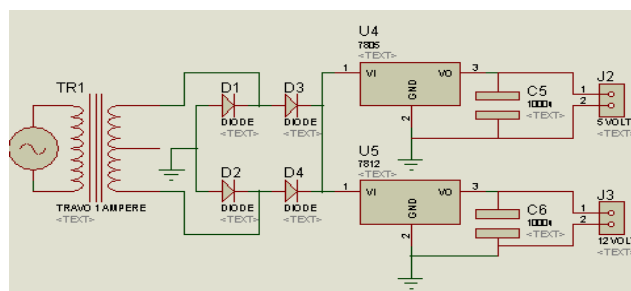 TR1
TRAVO 1 AMPERE
<TEXT>
D1
DIODE
<TEXT>
D3
DIODE
<TEXT>
D2
DIODE
<TEXT>
D4
DIODE
<TEXT>
U4
7805
<TEXT>
1
VI
VO
3
GND
2
C5
1000u
<TEXT>
J2
1
2
5 VOLT
<TEXT>
U5
7812
<TEXT>
1
VI
VO
3
GND
2
C6
1000u
<TEXT>
J3
1
2
12 VOLT
<TEXT>